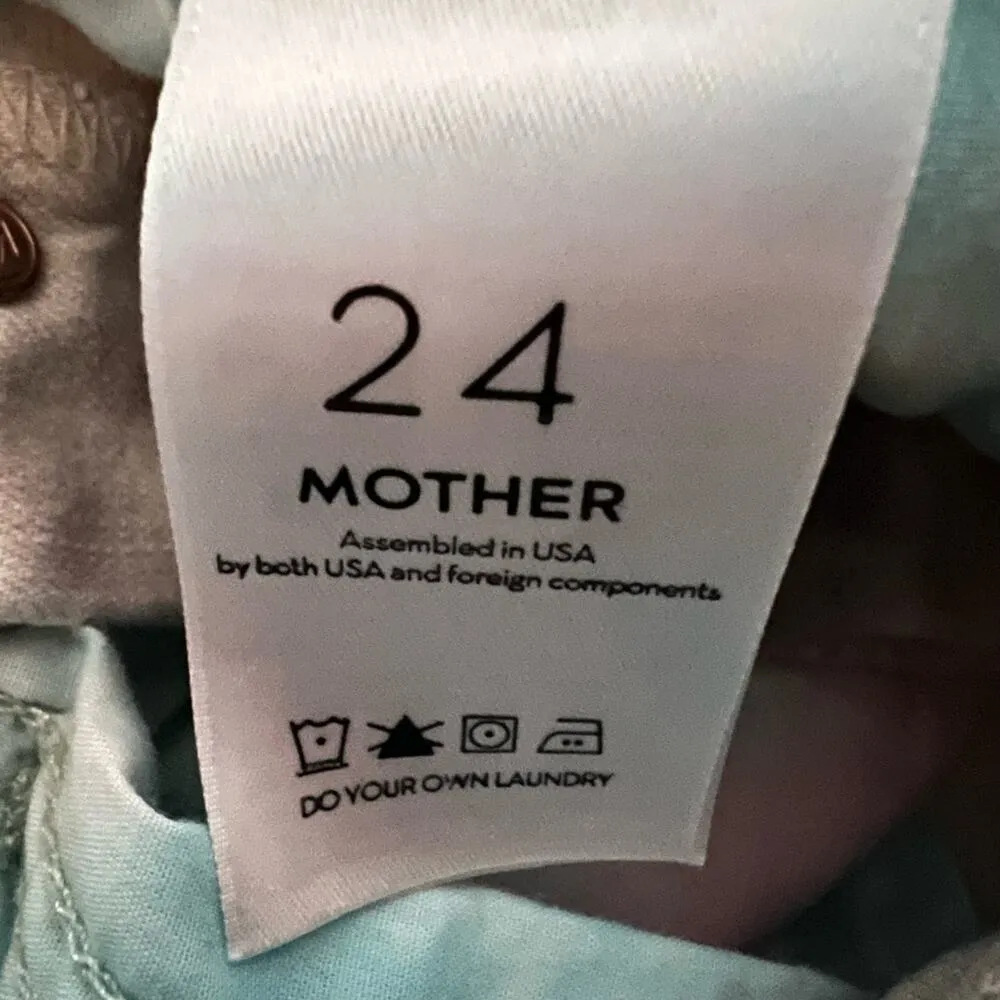 24
MOTHER
Assembled in USA
by both USA and foreign components
DO YOUR OWN LAUNDRY